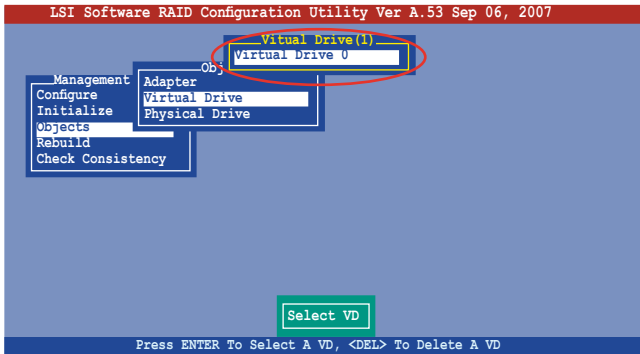 LSI Software RAID Configuration Utility Ver A.53 Sep 06, 2007
Vitual Drive(1)
Virtual Drive 0
Obj
Management
Adapter
Configure
Virtual Drive
Initialize
Physical Drive
Objects
Rebuild
Check Consistency
Select VD
Press ENTER To Select A VD, <DEL> To Delete A VD